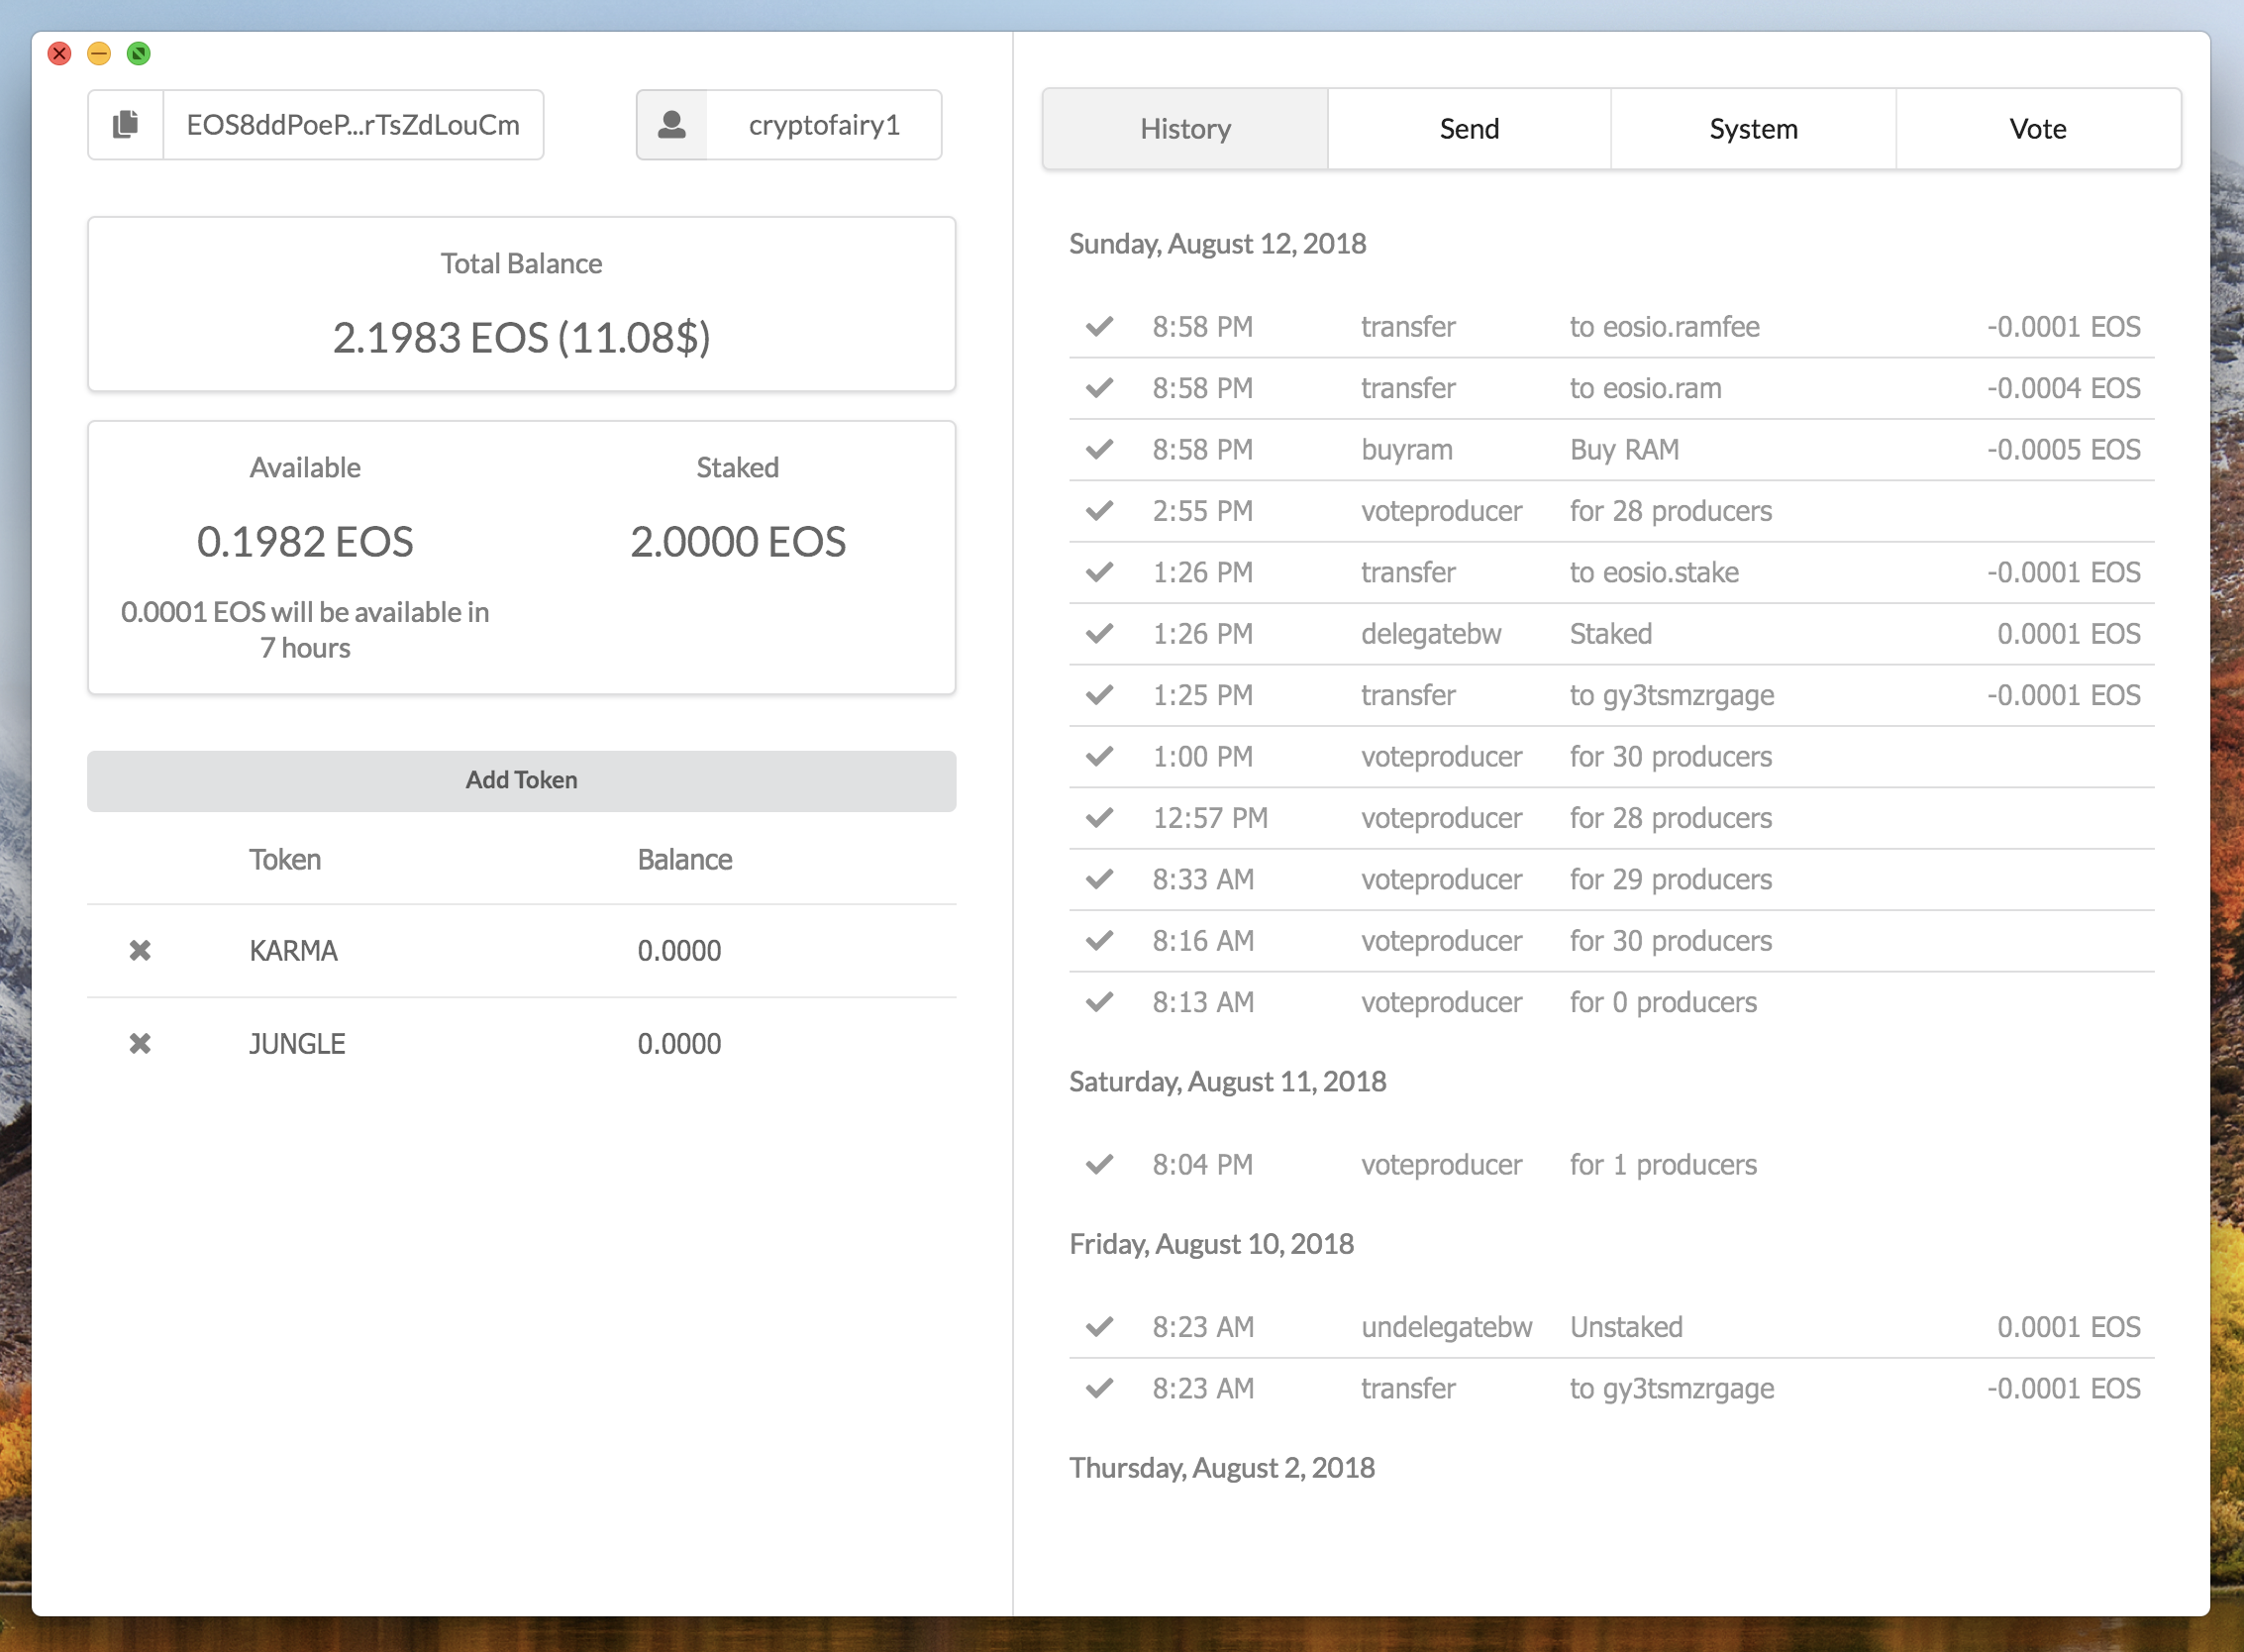 EOS8ddPoeP...rTsZdLouCm
cryptofairy1
Total Balance
2.1983 EOS (11.08$)
Available
0.1982 EOS
0.0001 EOS will be available in
7 hours
Staked
2.0000 EOS
Add Token
Token Balance
KARMA 0.0000
JUNGLE 0.0000
History Send System Vote
Sunday, August 12, 2018
8:58 PM transfer to eosio.ramfee -0.0001 EOS
8:58 PM transfer to eosio.ram -0.0004 EOS
8:58 PM buyram Buy RAM -0.0005 EOS
2:55 PM voteproducer for 28 producers
1:26 PM transfer to eosio.stake -0.0001 EOS
1:26 PM delegatebw Staked 0.0001 EOS
1:25 PM transfer to gy3tsmzrgage -0.0001 EOS
1:00 PM voteproducer for 30 producers
12:57 PM voteproducer for 28 producers
8:33 AM voteproducer for 29 producers
8:16 AM voteproducer for 30 producers
8:13 AM voteproducer for 0 producers
Saturday, August 11, 2018
8:04 PM voteproducer for 1 producers
Friday, August 10, 2018
8:23 AM undelegatebw Unstaked 0.0001 EOS
8:23 AM transfer to gy3tsmzrgage -0.0001 EOS
Thursday, August 2, 2018